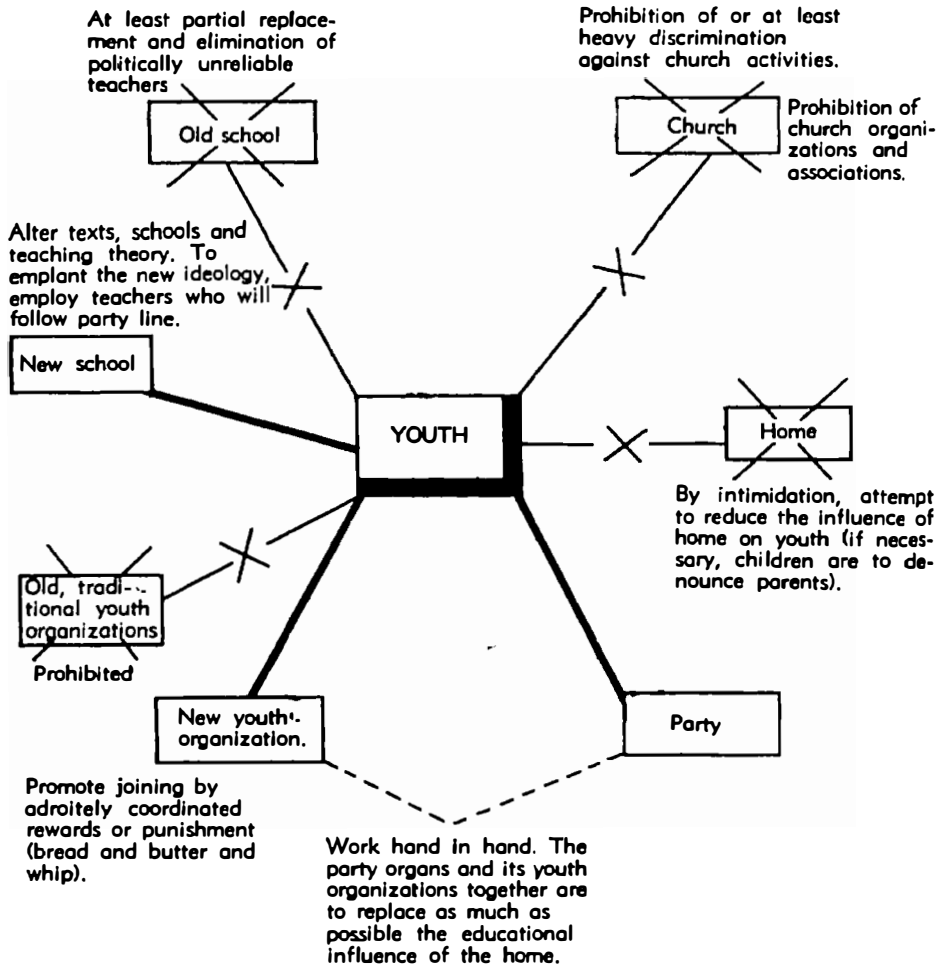 At least partial replace-
ment and elimination of
politically unreliable
teachers
Old school
Prohibition of or at least
heavy discrimination
against church activities.
Church
Prohibition of
church organi-
zations and
associations.
Alter texts, schools and
teaching theory. To
emplant the new ideology,
employ teachers who will
follow party line.
New school
YOUTH
Home
By intimidation, attempt
to reduce the influence of
home on youth (if neces-
sary, children are to de-
nounce parents).
Old, tradi-
tional youth
organizations
Prohibited
New youth-
organization.
Party
Promote joining by
adroitely coordinated
rewards or punishment
(bread and butter and
whip).
Work hand in hand. The
party organs and its youth
organizations together are
to replace as much as
possible the educational
influence of the home.